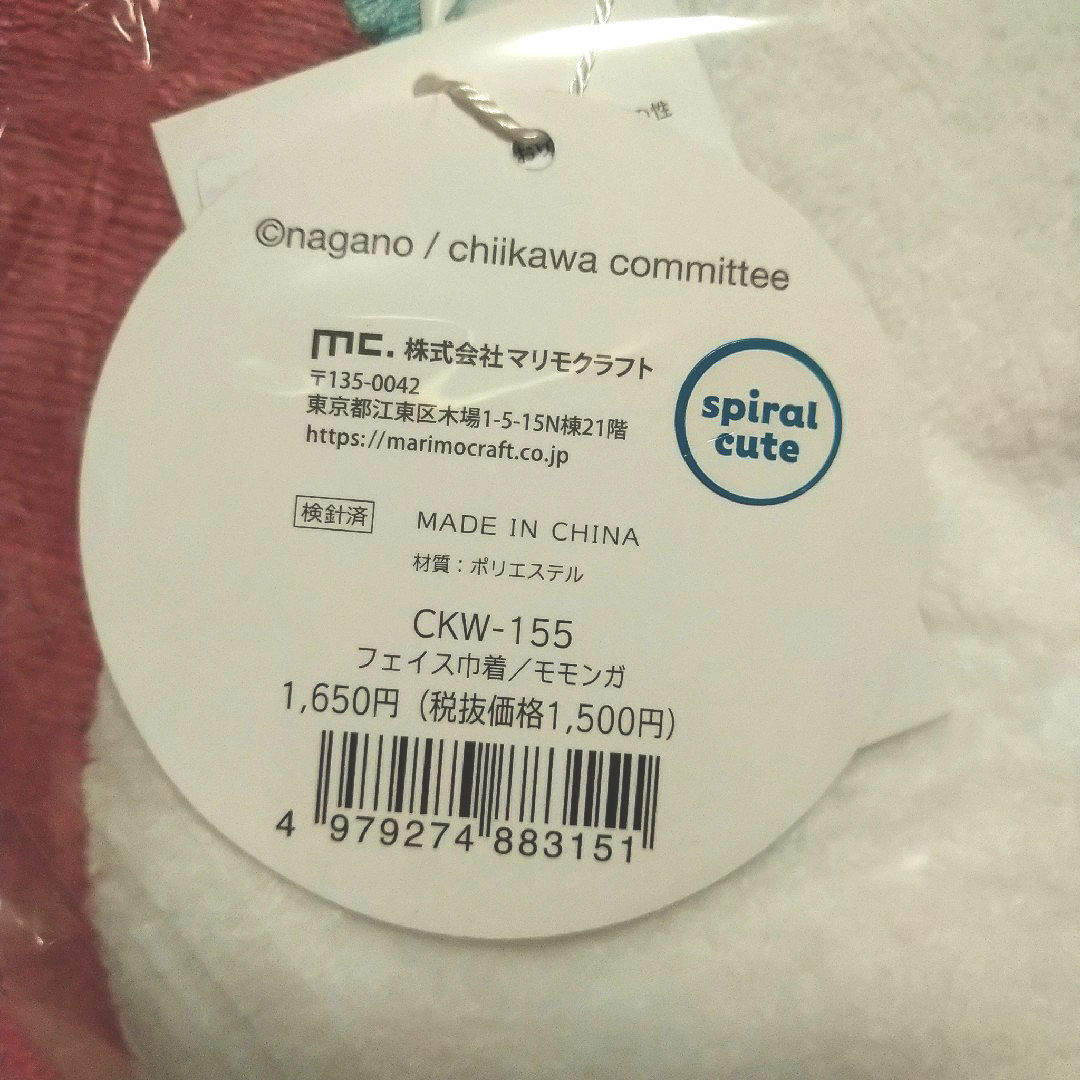 の性
©nagano / chiikawa committee
mc. 株式会社マリモクラフト
〒135-0042
東京都江東区木場1-5-15N棟21階
https://marimocraft.co.jp
spiral
cute
検針済
MADE IN CHINA
材質：ポリエステル
CKW-155
フェイス巾着／モモンガ
1,650円（税抜価格1,500円）
4 979274 883151